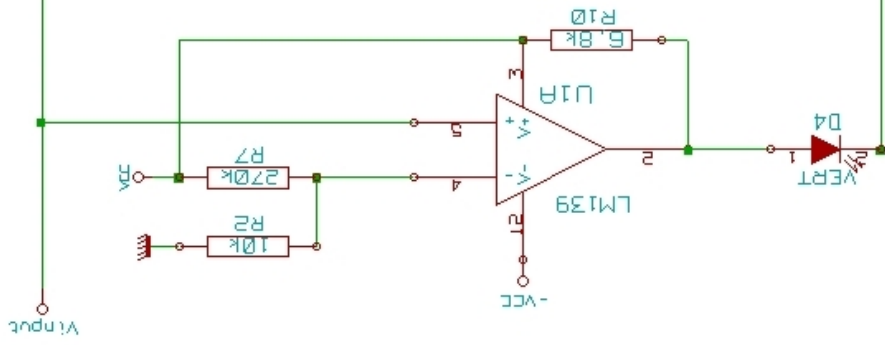 R10
6.8k
3
U1A
5
+
V+
D4
R7
2
1
2
270k
4
-
V-
VERT
R2
LM139
12
10k
-VCC
Vinput